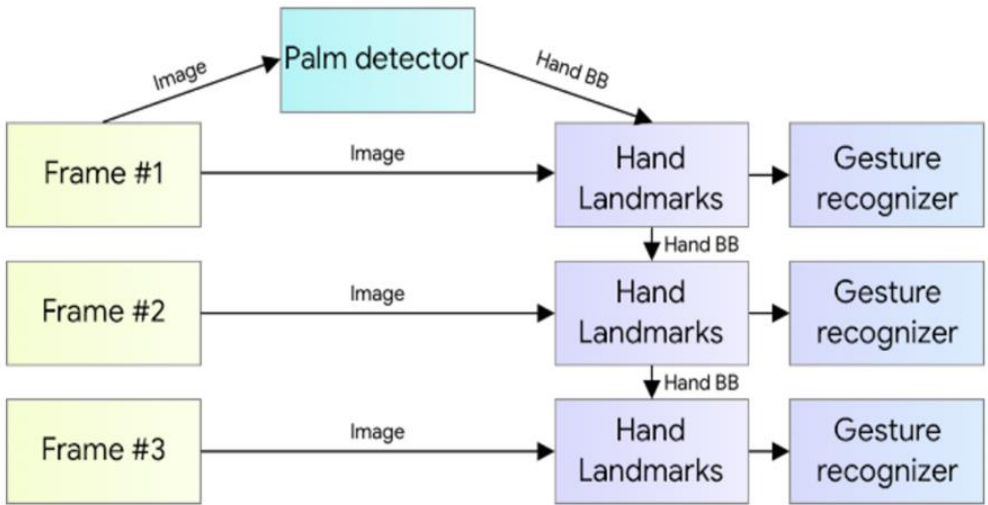 Palm detector
Image
Hand BB
Frame #1
Image
Hand
Landmarks
Gesture
recognizer
Hand BB
Frame #2
Image
Hand
Landmarks
Gesture
recognizer
Hand BB
Frame #3
Image
Hand
Landmarks
Gesture
recognizer